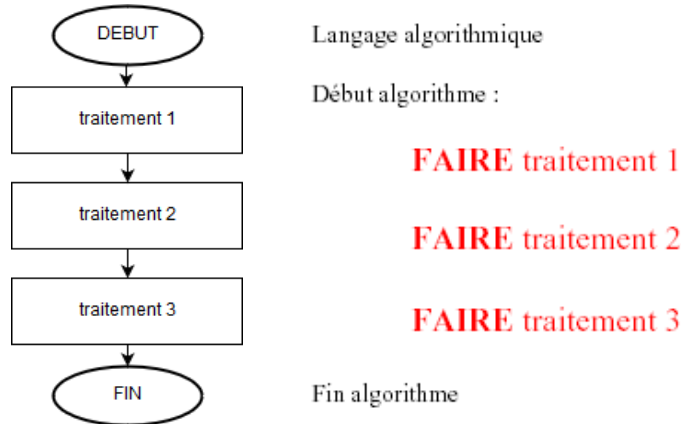 DEBUT
traitement 1
traitement 2
traitement 3
FIN
Langage algorithmique
Début algorithme :
FAIRE traitement 1
FAIRE traitement 2
FAIRE traitement 3
Fin algorithme